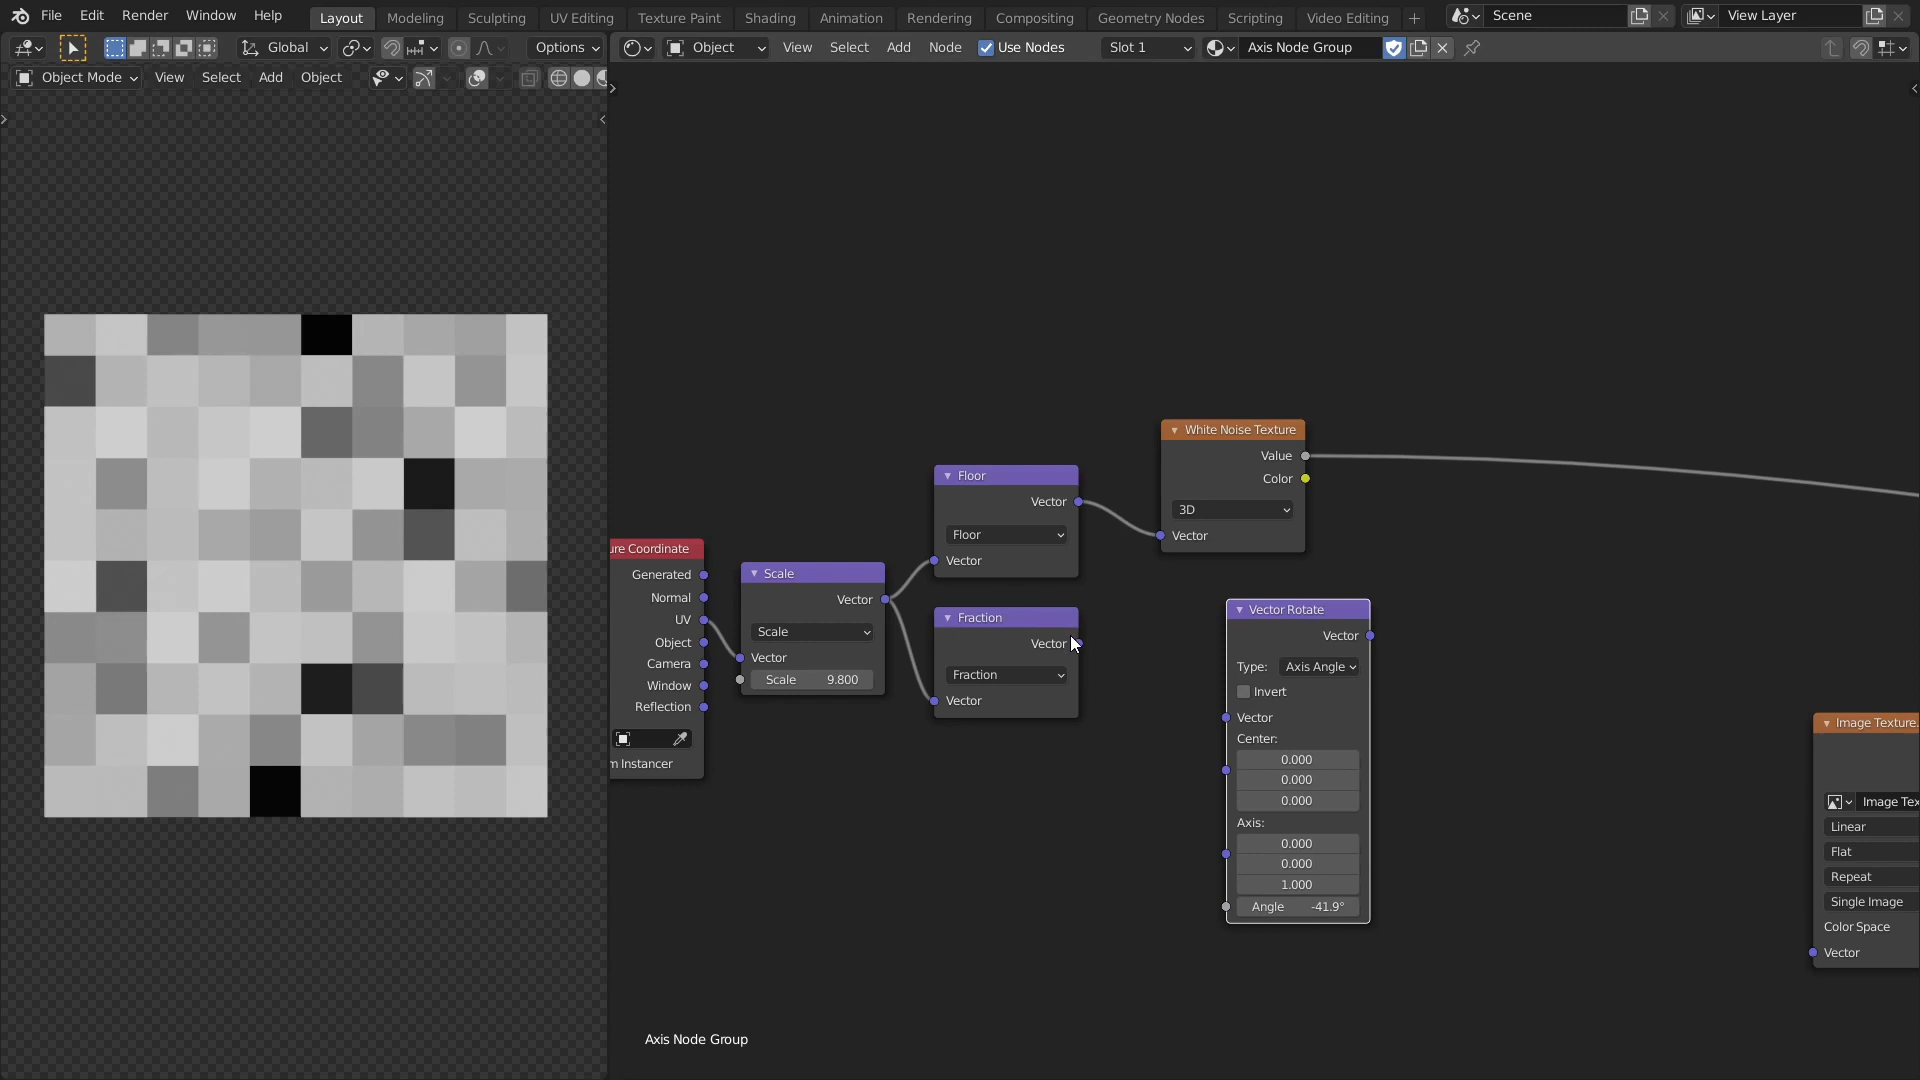 File Edit Render Window Help Layout Modeling Sculpting UV Editing Texture Paint Shading Animation Rendering Compositing Geometry Nodes Scripting Video Editing + Scene View Layer
Global Options Object View Select Add Node Use Nodes Slot 1 Axis Node Group
Object Mode View Select Add Object
White Noise Texture
Value
Color
3D
Vector
Floor
Vector
Floor
Vector
ure Coordinate
Generated
Normal
UV
Object
Camera
Window
Reflection
m Instancer
Scale
Vector
Scale
Vector
Scale 9.800
Fraction
Vector
Fraction
Vector
Vector Rotate
Vector
Type: Axis Angle
Invert
Vector
Center:
0.000
0.000
0.000
Axis:
0.000
0.000
1.000
Angle -41.9°
Image Texture.
Image Tex
Linear
Flat
Repeat
Single Image
Color Space
Vector
Axis Node Group